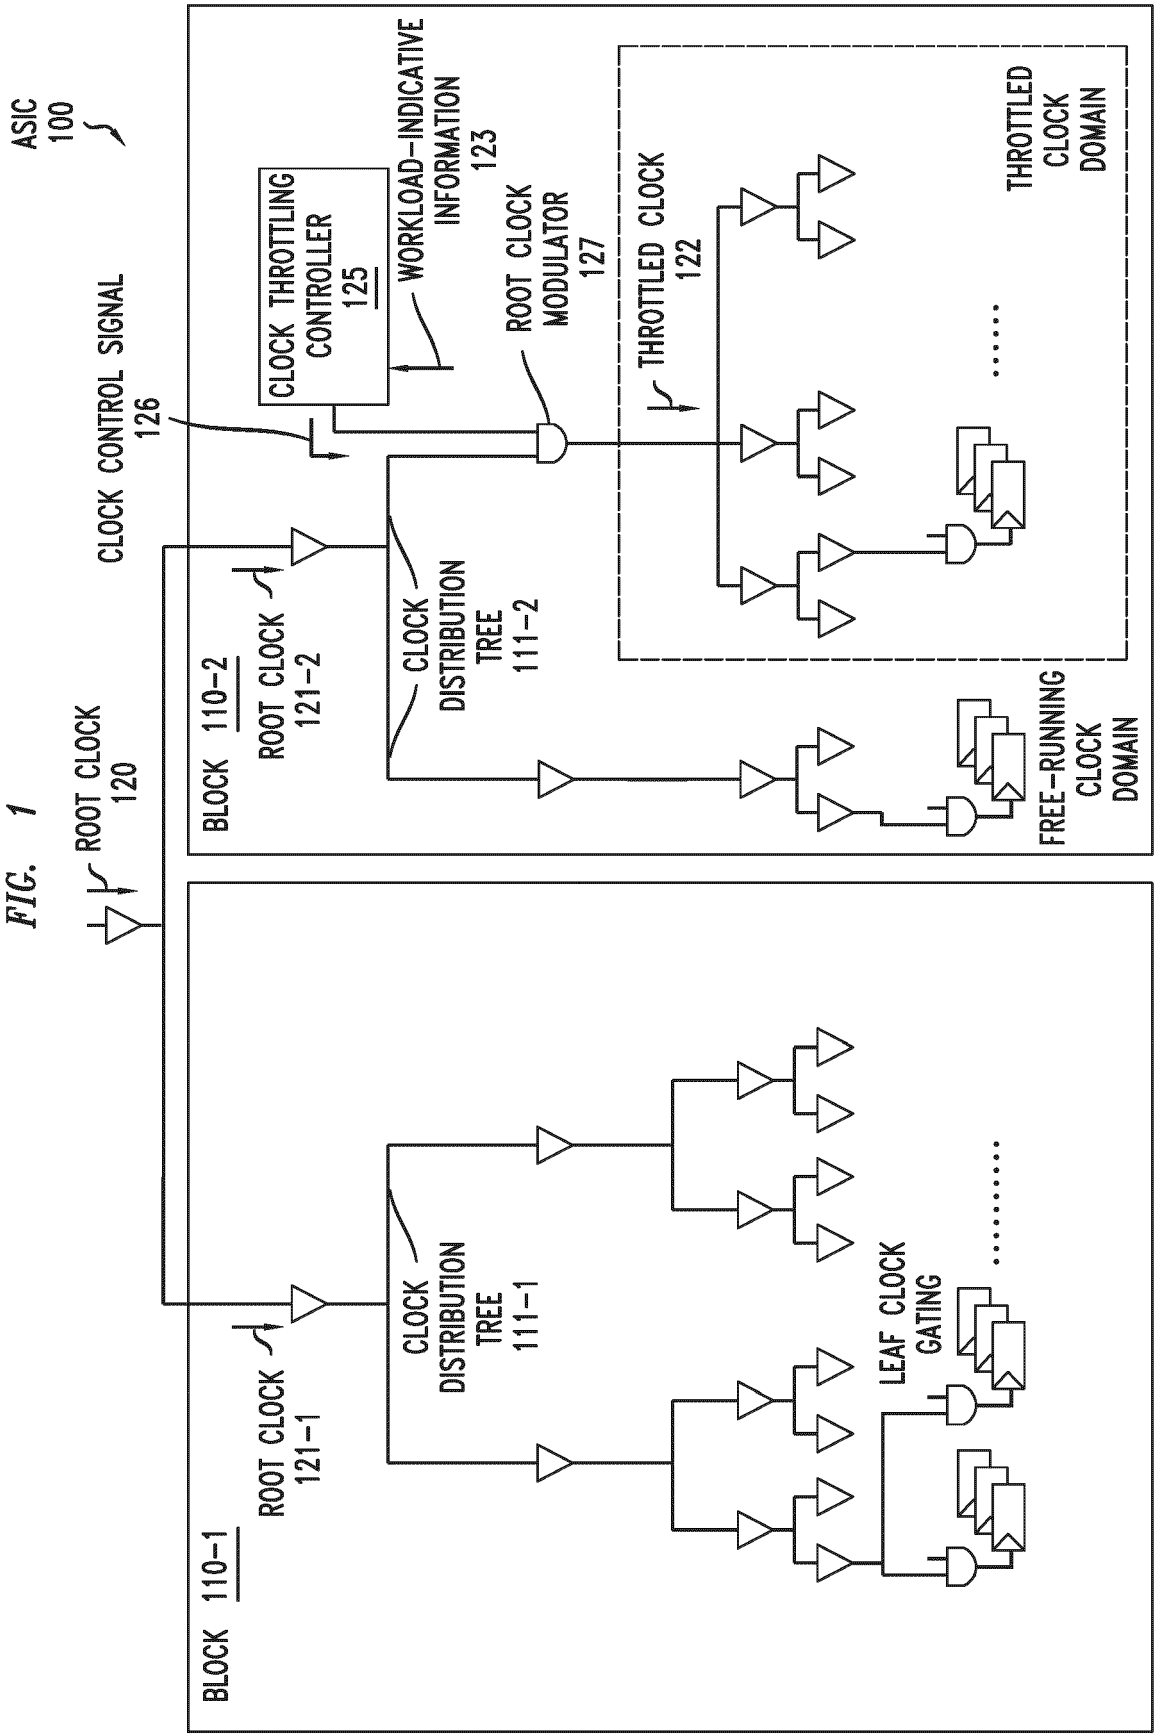 FIG. 1
ASIC
100
ROOT CLOCK
120
CLOCK CONTROL SIGNAL
126
BLOCK 110-1
ROOT CLOCK
121-1
CLOCK
DISTRIBUTION
TREE
111-1
LEAF CLOCK
GATING
BLOCK 110-2
ROOT CLOCK
121-2
CLOCK
DISTRIBUTION
TREE
111-2
CLOCK THROTTLING
CONTROLLER
125
WORKLOAD-INDICATIVE
INFORMATION
123
ROOT CLOCK
MODULATOR
127
THROTTLED CLOCK
122
FREE-RUNNING
CLOCK
DOMAIN
THROTTLED
CLOCK
DOMAIN